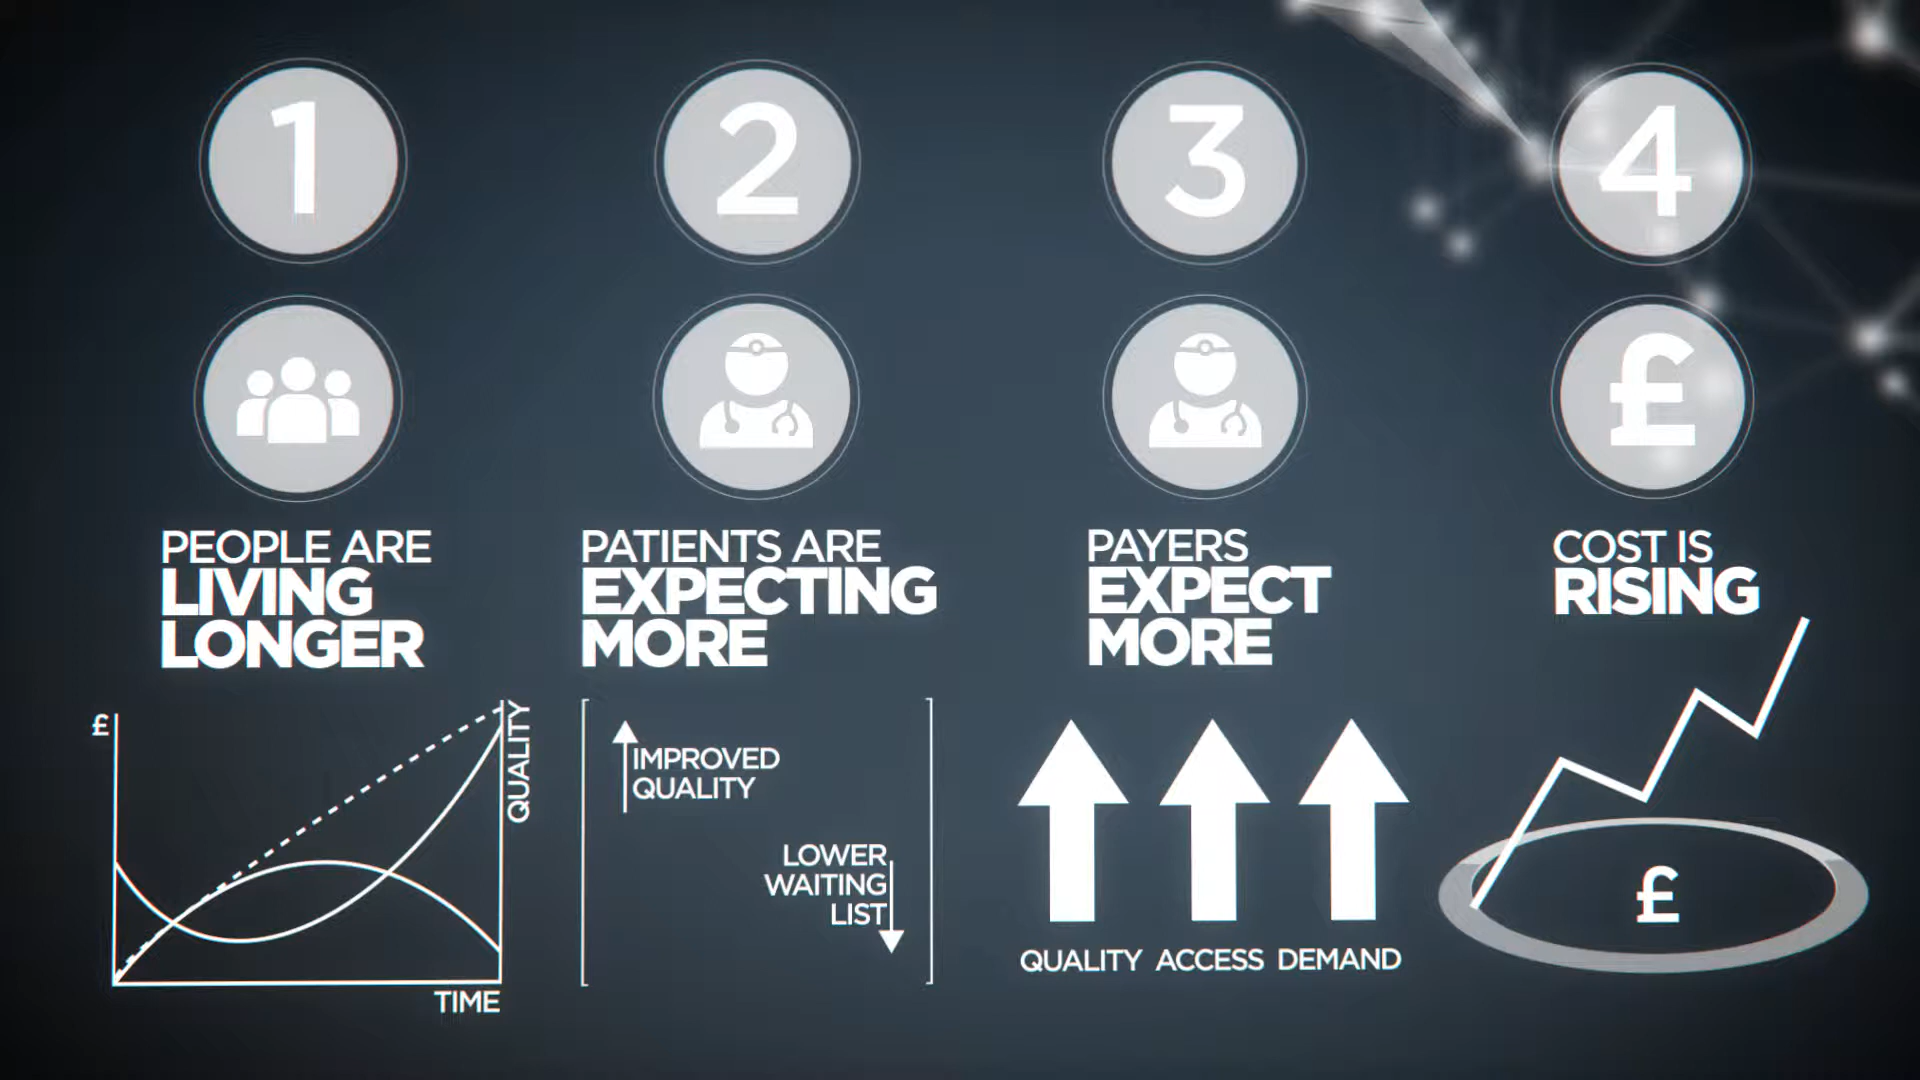 1
2
3
4
£
PEOPLE ARE
LIVING
LONGER
PATIENTS ARE
EXPECTING
MORE
PAYERS
EXPECT
MORE
COST IS
RISING
£
QUALITY
TIME
IMPROVED
QUALITY
LOWER
WAITING
LIST
QUALITY ACCESS DEMAND
£